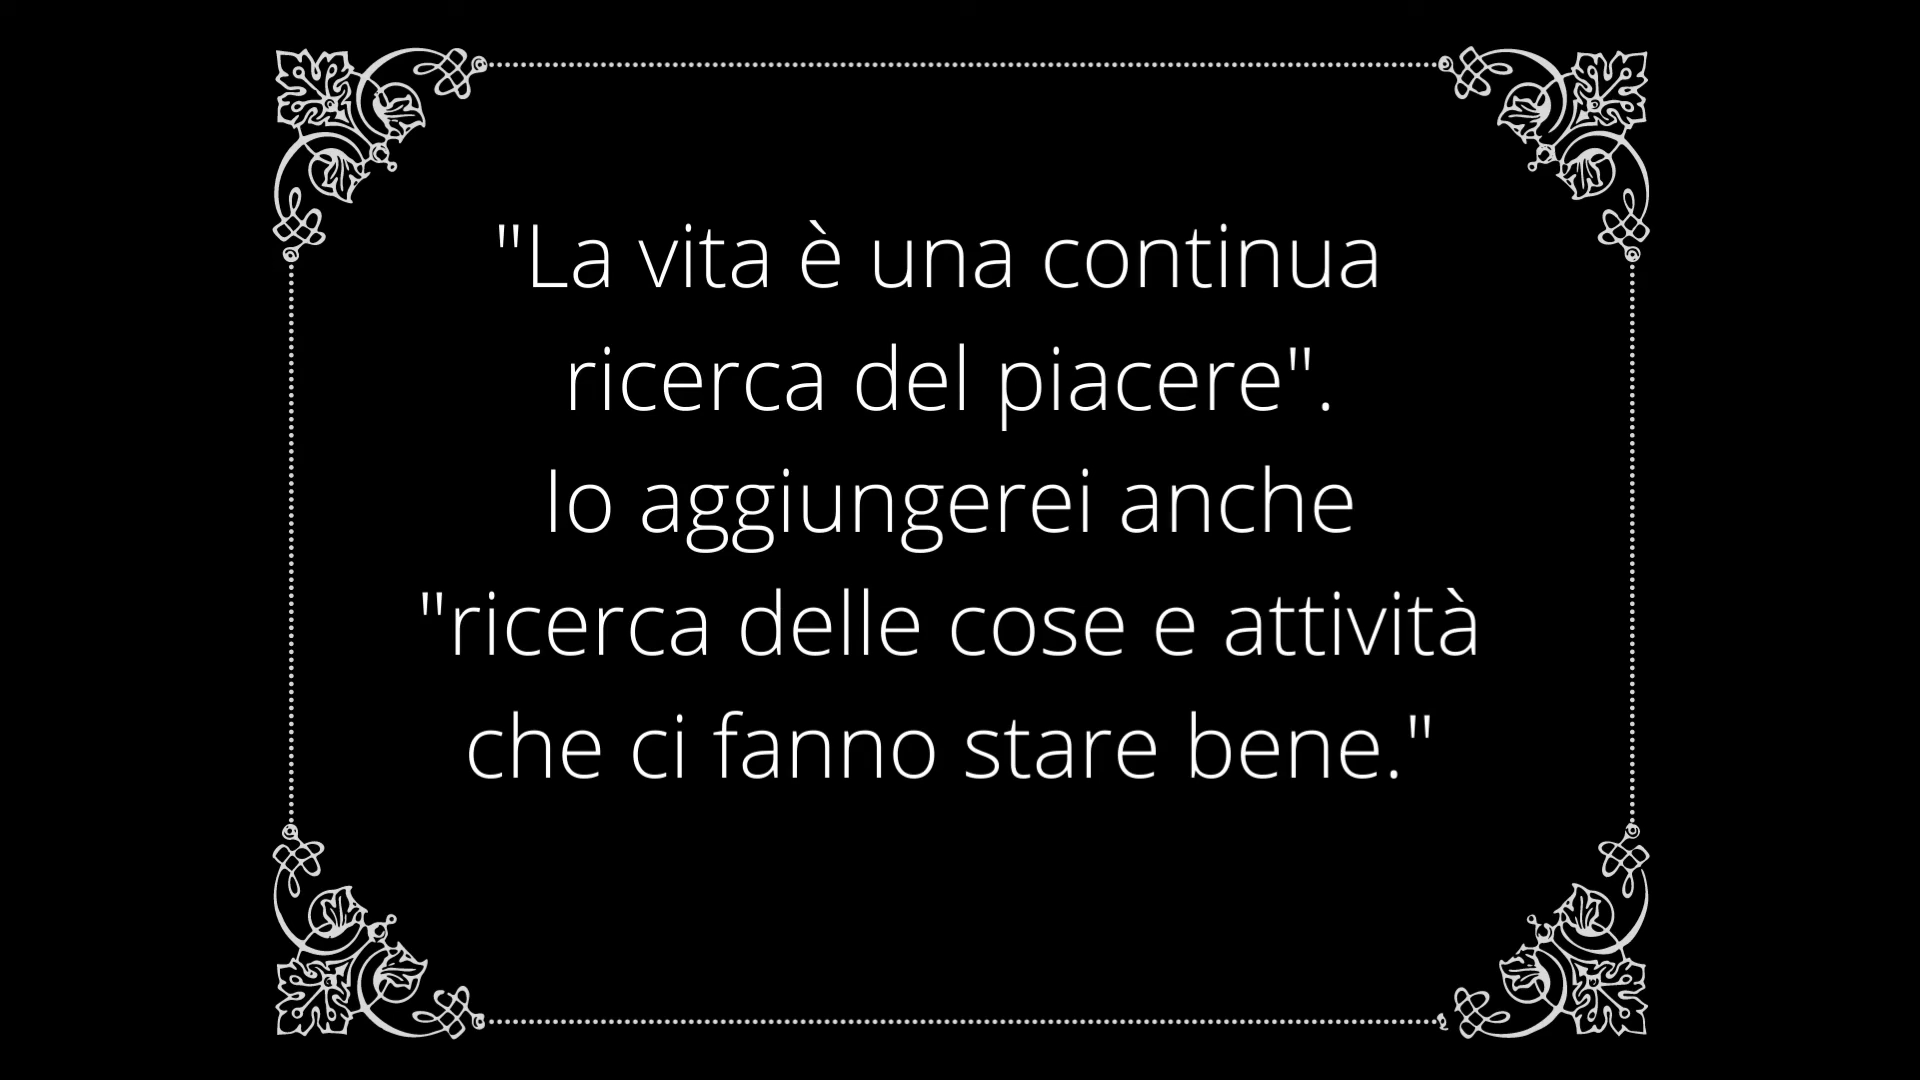 "La vita è una continua
ricerca del piacere".
Io aggiungerei anche
"ricerca delle cose e attività
che ci fanno stare bene."